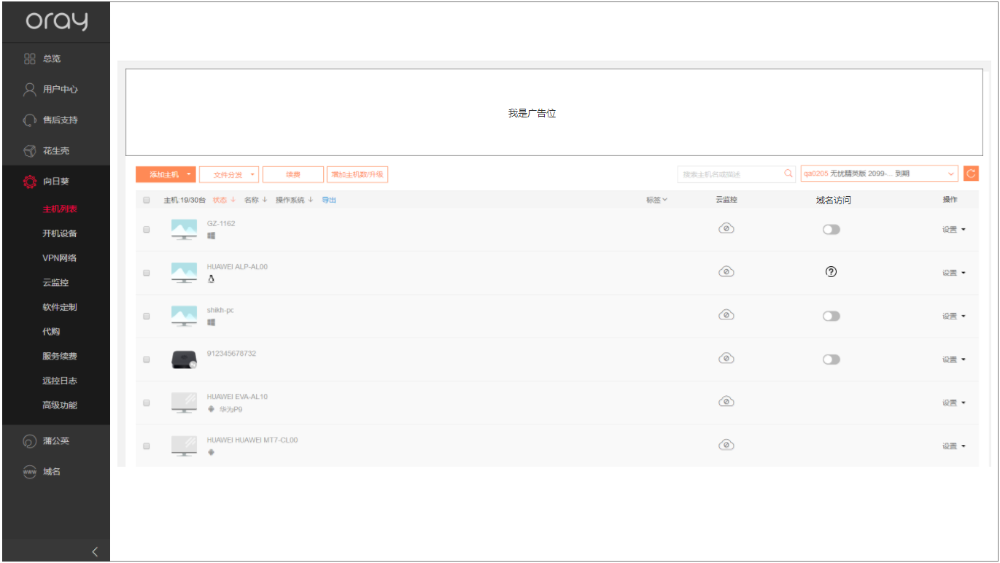 oray
总览
用户中心
售后支持
花生壳
向日葵
主机列表
开机设备
VPN网络
云监控
软件定制
代购
服务续费
远控日志
高级功能
蒲公英
www 域名
我是广告位
添加主机 文件分发 续费 增加主机数/升级 搜索主机名或描述 qa0205 无忧精英版 2099-... 到期
主机:19/30台 状态 名称 操作系统 导出 标签 云监控 域名访问 操作
GZ-1162
设置
HUAWEI ALP-AL00
设置
shikh-pc
设置
912345678732
设置
HUAWEI EVA-AL10
华为P9
设置
HUAWEI HUAWEI MT7-CL00
设置